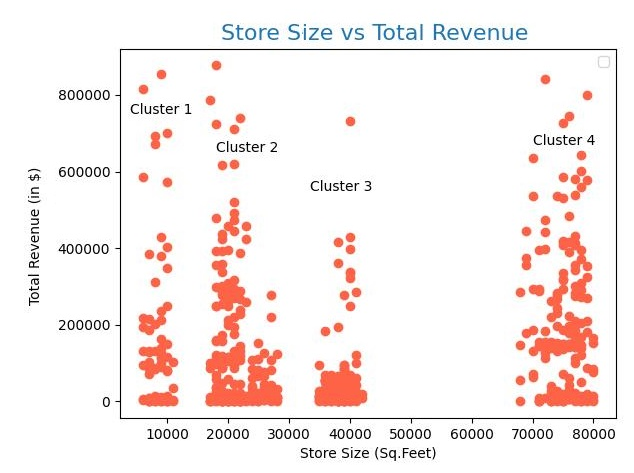 Store Size vs Total Revenue
800000
Cluster 1
Cluster 2
Cluster 4
600000
Cluster 3
400000
200000
0
Total Revenue (in $)
10000 20000 30000 40000 50000 60000 70000 80000
Store Size (Sq.Feet)